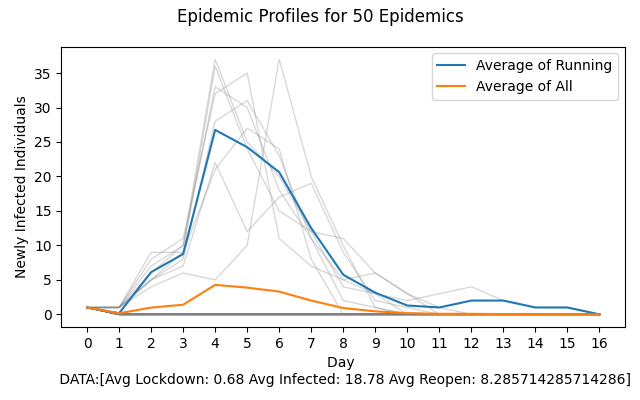 Epidemic Profiles for 50 Epidemics
Average of Running
Average of All
Newly Infected Individuals
35
30
25
20
15
10
5
0
0 1 2 3 4 5 6 7 8 9 10 11 12 13 14 15 16
Day
DATA:[Avg Lockdown: 0.68 Avg Infected: 18.78 Avg Reopen: 8.285714285714286]